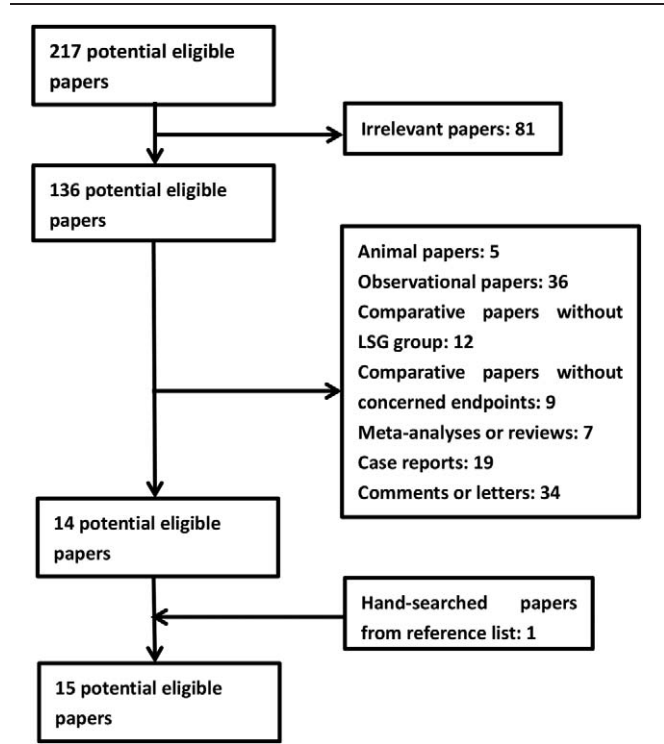 217 potential eligible
papers
Irrelevant papers: 81
136 potential eligible
papers
Animal papers: 5
Observational papers: 36
Comparative papers without
LSG group: 12
Comparative papers without
concerned endpoints: 9
Meta-analyses or reviews: 7
Case reports: 19
Comments or letters: 34
14 potential eligible
papers
Hand-searched papers
from reference list: 1
15 potential eligible
papers